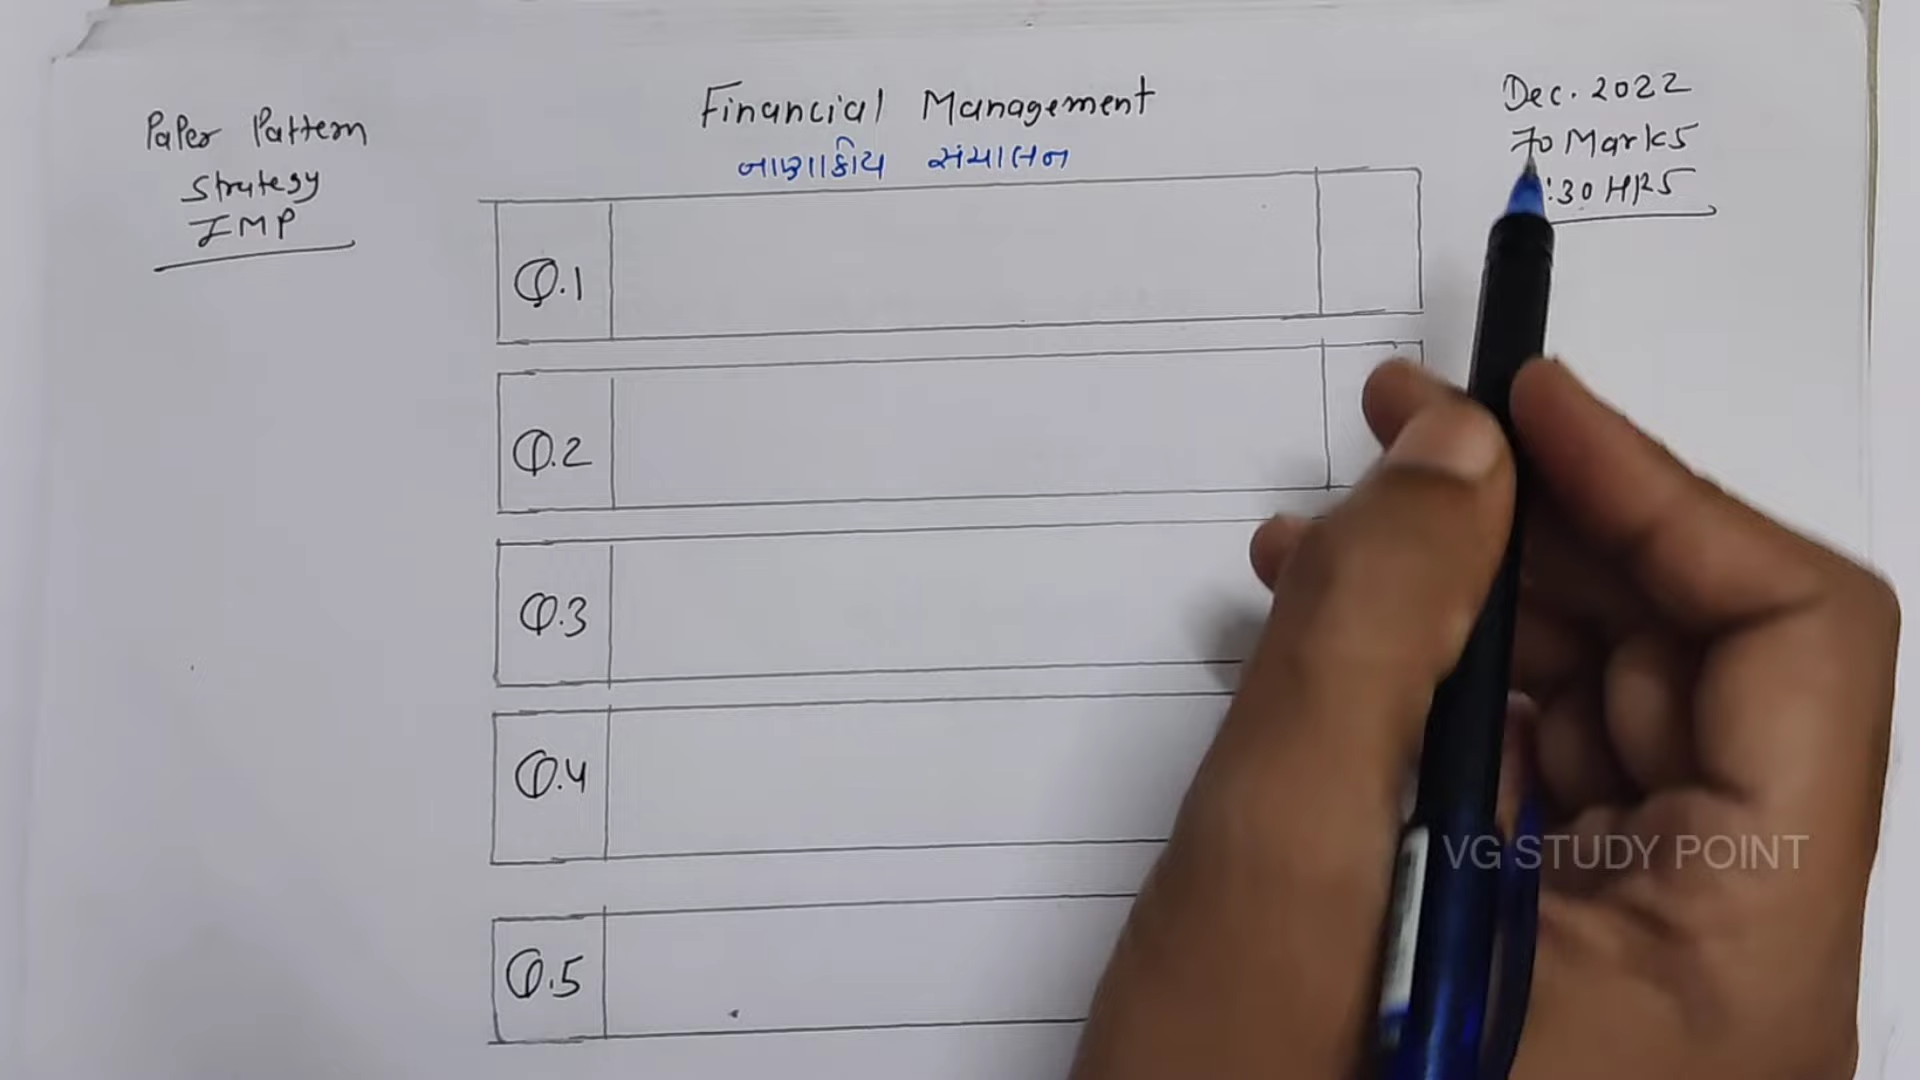 Paper Pattern
Strategy
IMP
Financial Management
નાણાકીય સંચાલન
Dec. 2022
70 Marks
:30 HRS
Q.1
Q.2
Q.3
Q.4
Q.5
VG STUDY POINT